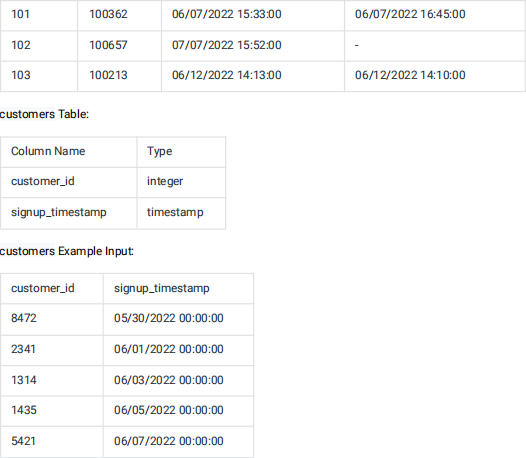 101 100362 06/07/2022 15:33:00 06/07/2022 16:45:00
102 100657 07/07/2022 15:52:00 -
103 100213 06/12/2022 14:13:00 06/12/2022 14:10:00
customers Table:
Column Name Type
customer_id integer
signup_timestamp timestamp
customers Example Input:
customer_id signup_timestamp
8472 05/30/2022 00:00:00
2341 06/01/2022 00:00:00
1314 06/03/2022 00:00:00
1435 06/05/2022 00:00:00
5421 06/07/2022 00:00:00